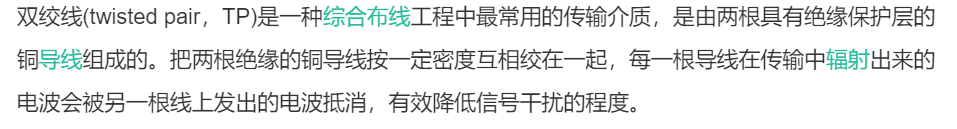 双绞线(twisted pair，TP)是一种综合布线工程中最常用的传输介质，是由两根具有绝缘保护层的
铜导线组成的。把两根绝缘的铜导线按一定密度互相绞在一起，每一根导线在传输中辐射出来的
电波会被另一根线上发出的电波抵消，有效降低信号干扰的程度。